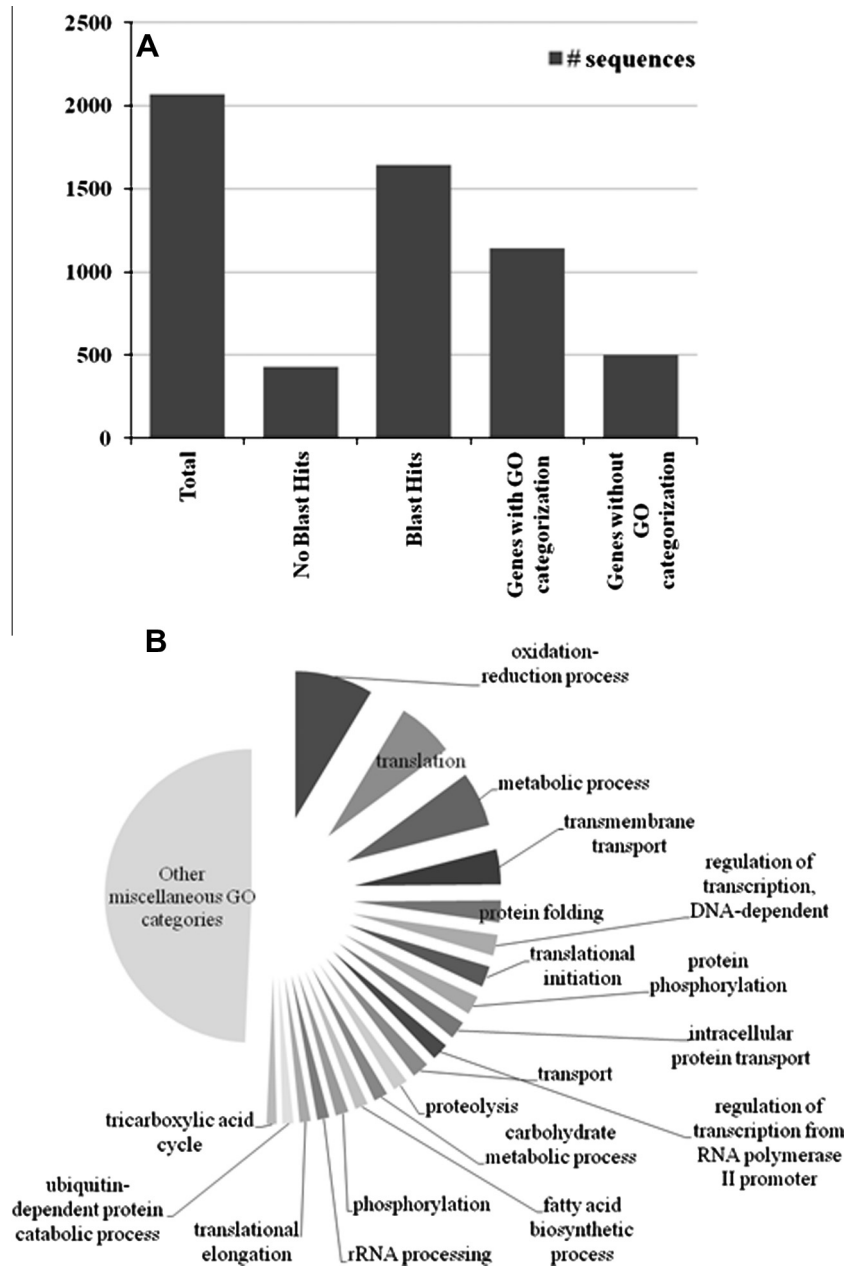 A
# sequences
2500
2000
1500
1000
500
0
Total
No Blast Hits
Blast Hits
Genes with GO
categorization
Genes without
GO
categorization
B
oxidation-
reduction process
translation
metabolic process
transmembrane
transport
regulation of
transcription,
DNA-dependent
protein folding
translational
initiation
protein
phosphorylation
intracellular
protein transport
transport
regulation of
transcription from
RNA polymerase
II promoter
proteolysis
carbohydrate
metabolic process
fatty acid
biosynthetic
process
phosphorylation
rRNA processing
translational
elongation
ubiquitin-
dependent protein
catabolic process
tricarboxylic acid
cycle
Other
miscellaneous GO
categories